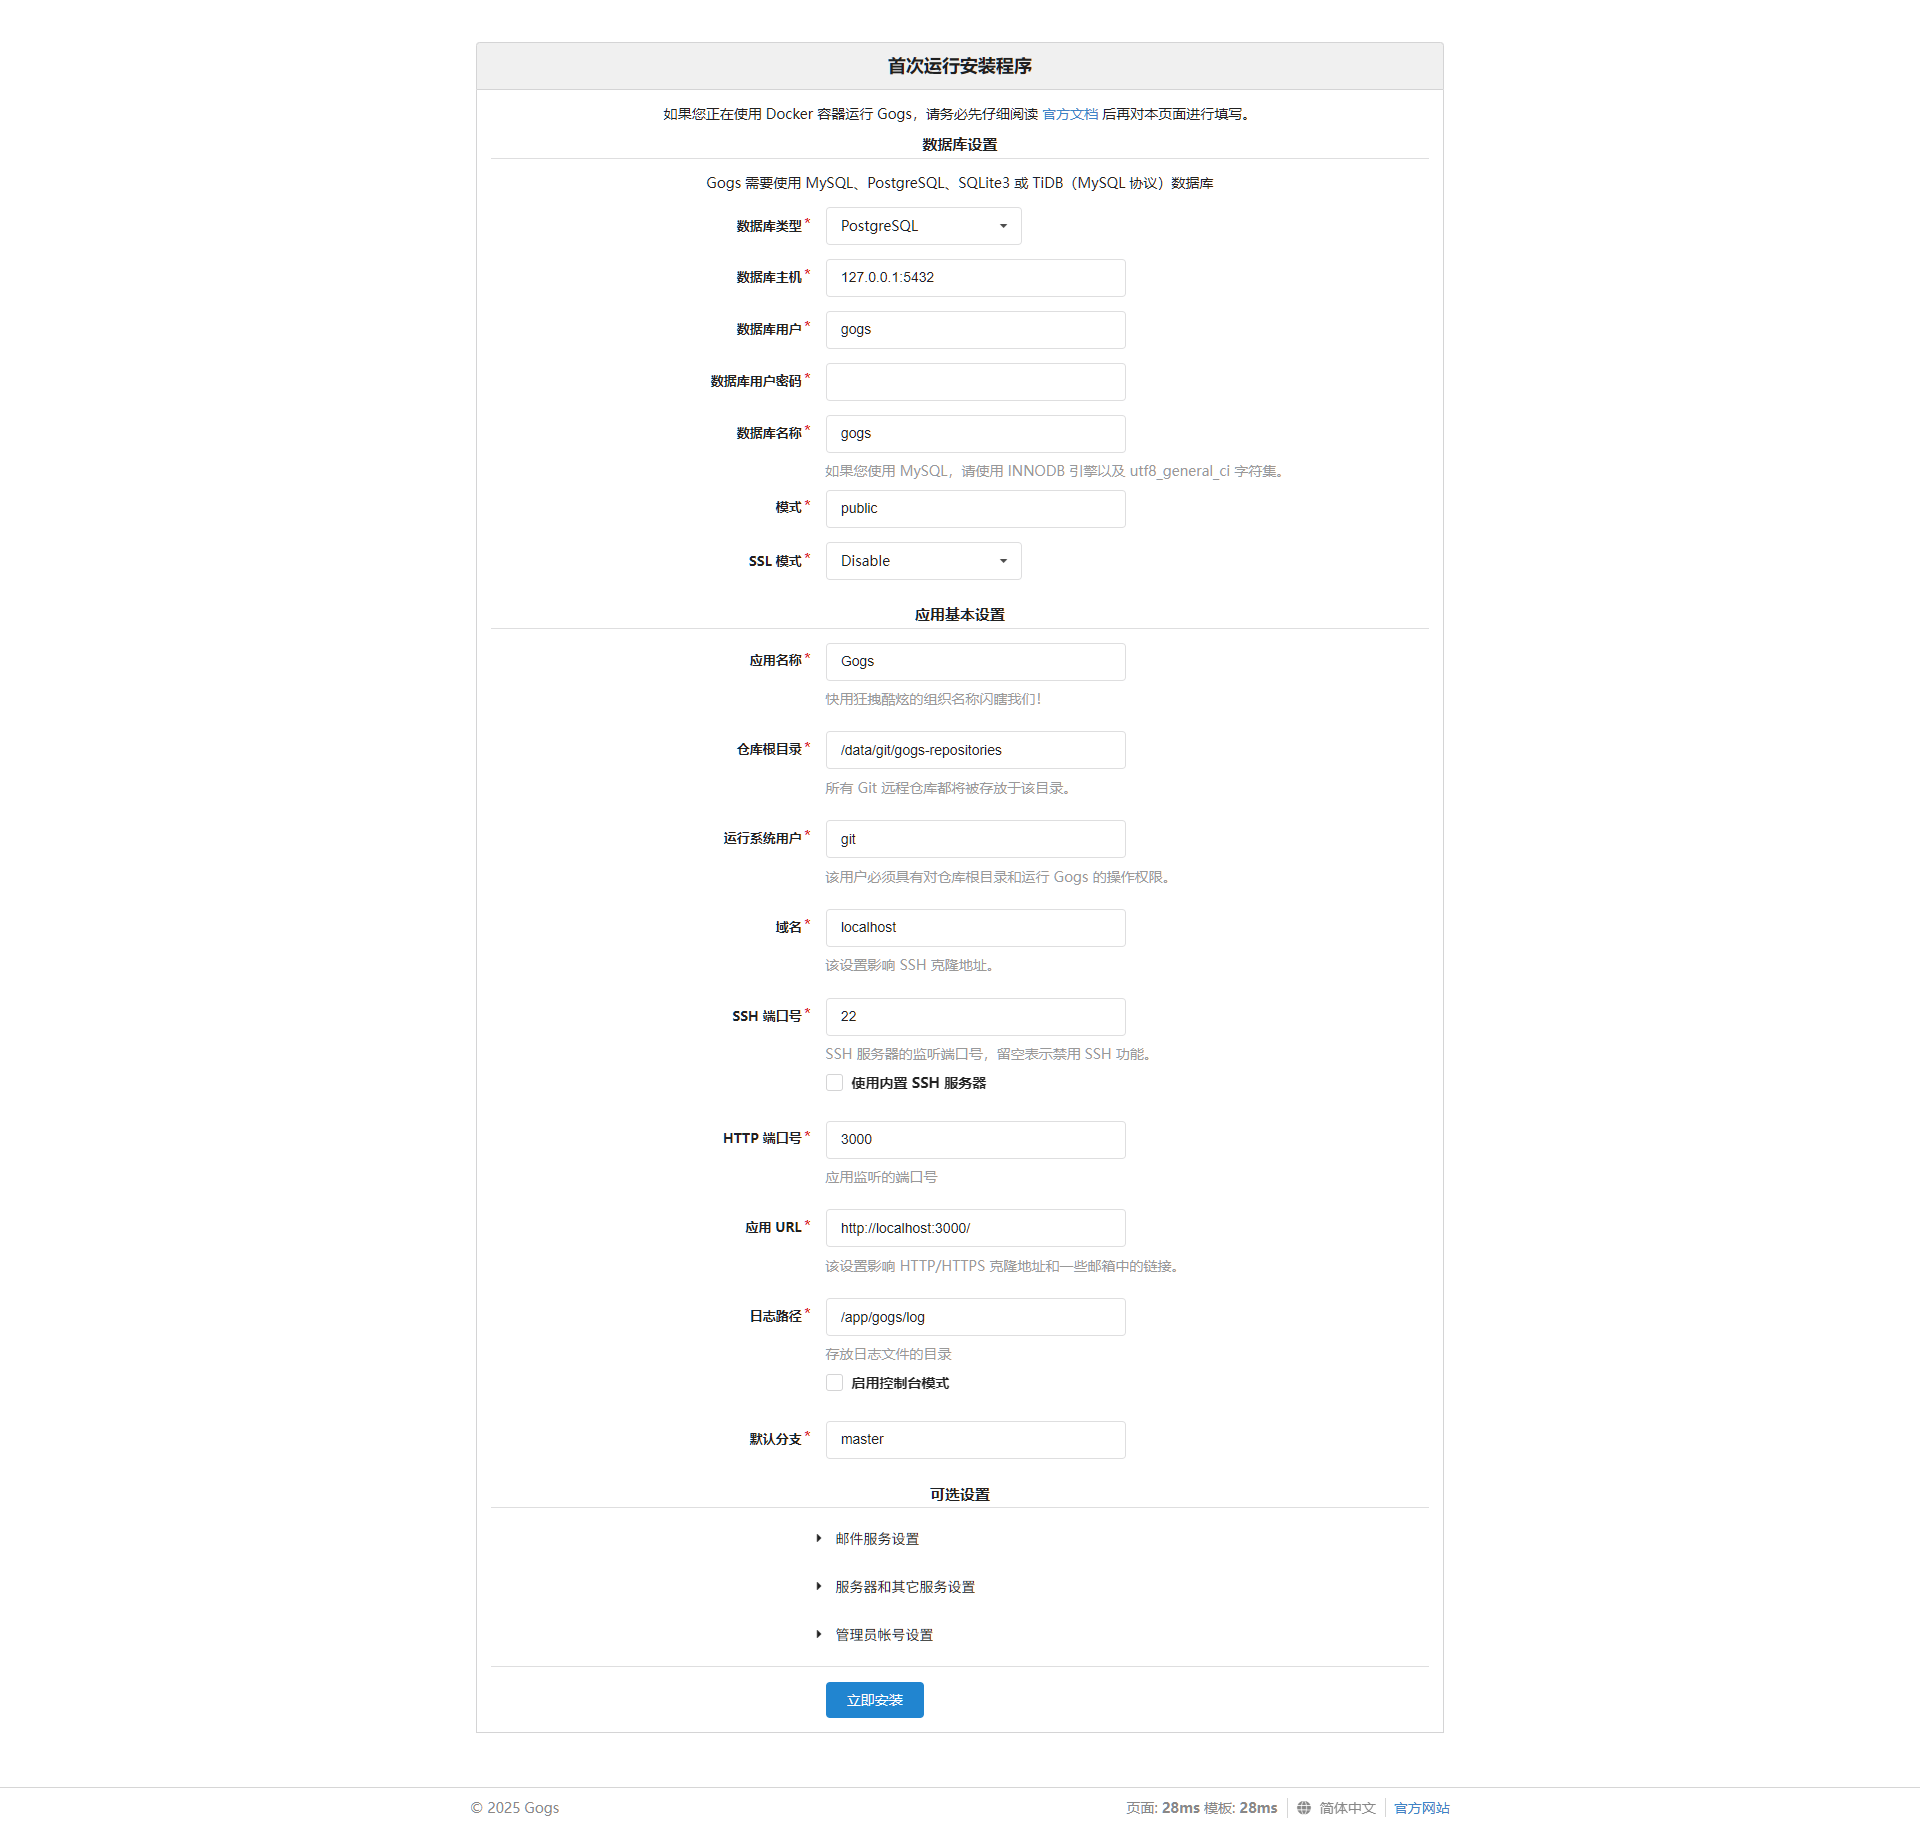 首次运行安装程序
如果您正在使用 Docker 容器运行 Gogs，请务必先仔细阅读 官方文档 后再对本页面进行填写。
数据库设置
Gogs 需要使用 MySQL、PostgreSQL、SQLite3 或 TiDB（MySQL 协议）数据库
数据库类型* PostgreSQL
数据库主机* 127.0.0.1:5432
数据库用户* gogs
数据库用户密码*
数据库名称* gogs
如果您使用 MySQL，请使用 INNODB 引擎以及 utf8_general_ci 字符集。
模式* public
SSL 模式* Disable
应用基本设置
应用名称* Gogs
快用狂拽酷炫的组织名称闪瞎我们！
仓库根目录* /data/git/gogs-repositories
所有 Git 远程仓库都将被存放于该目录。
运行系统用户* git
该用户必须具有对仓库根目录和运行 Gogs 的操作权限。
域名* localhost
该设置影响 SSH 克隆地址。
SSH 端口号* 22
SSH 服务器的监听端口号，留空表示禁用 SSH 功能。
使用内置 SSH 服务器
HTTP 端口号* 3000
应用监听的端口号
应用 URL* http://localhost:3000/
该设置影响 HTTP/HTTPS 克隆地址和一些邮箱中的链接。
日志路径* /app/gogs/log
存放日志文件的目录
启用控制台模式
默认分支* master
可选设置
邮件服务设置
服务器和其它服务设置
管理员帐号设置
立即安装
© 2025 Gogs 页面: 28ms 模板: 28ms 简体中文 官方网站